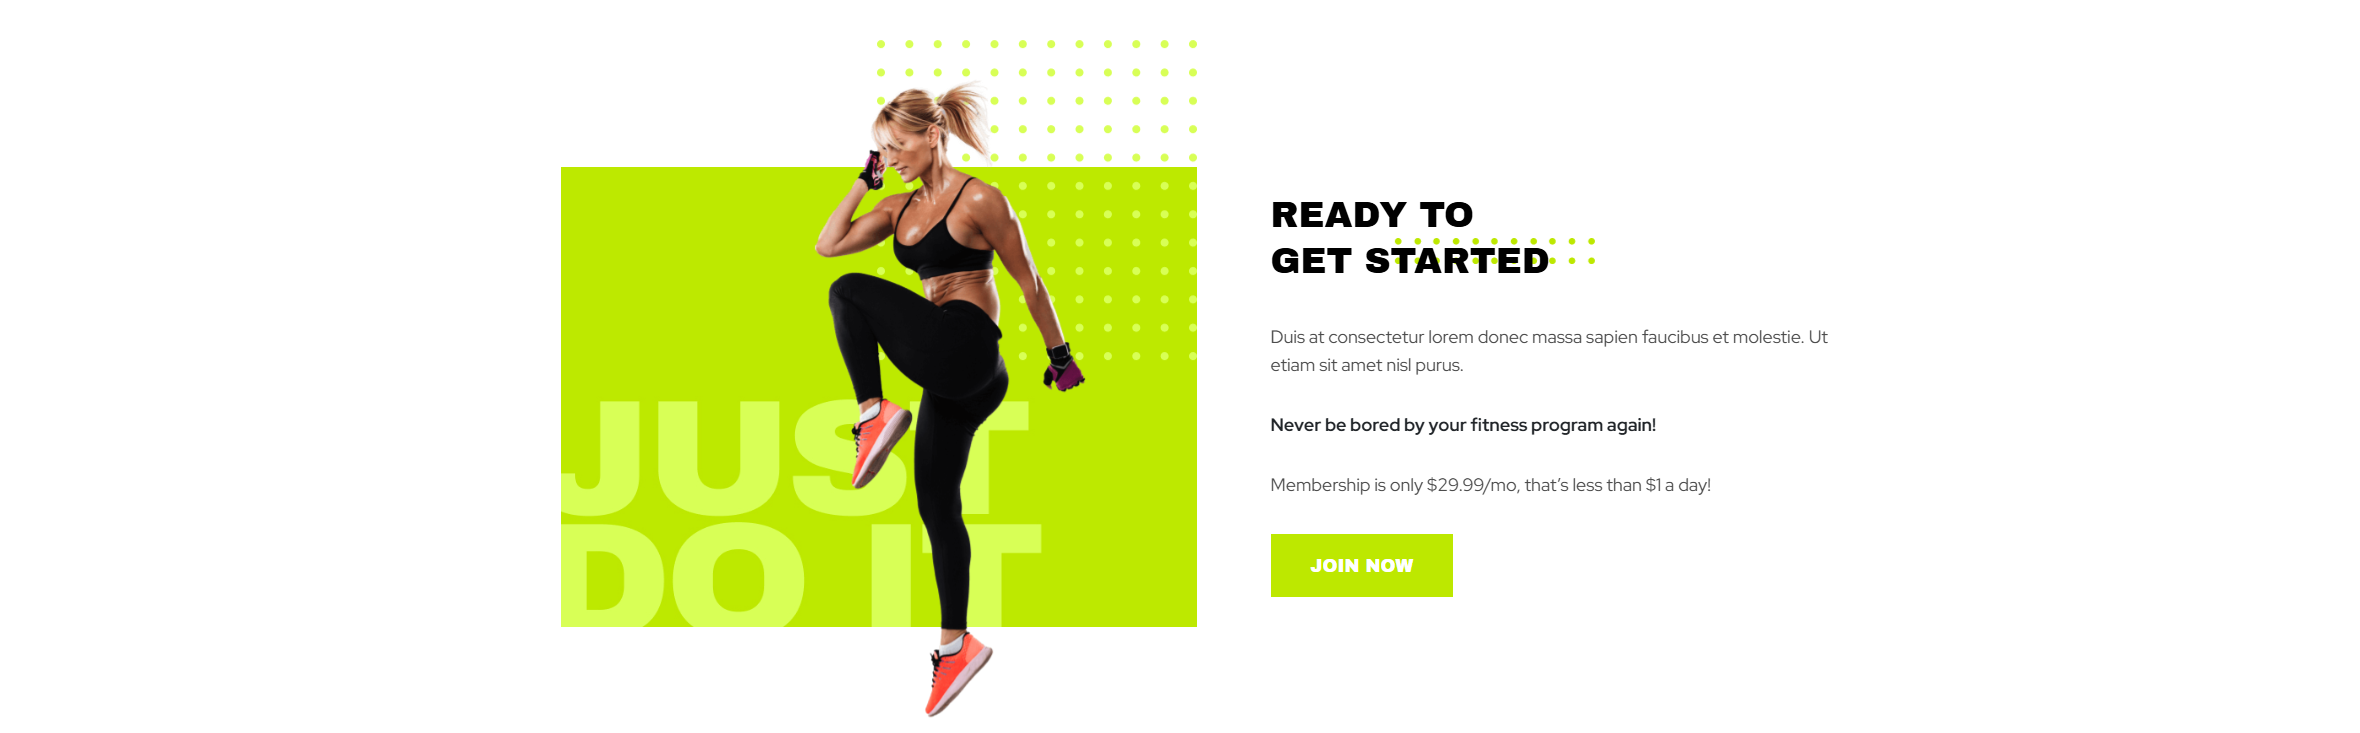 JUST
DO IT
READY TO
GET STARTED
Duis at consectetur lorem donec massa sapien faucibus et molestie. Ut
etiam sit amet nisl purus.
Never be bored by your fitness program again!
Membership is only $29.99/mo, that’s less than $1 a day!
JOIN NOW